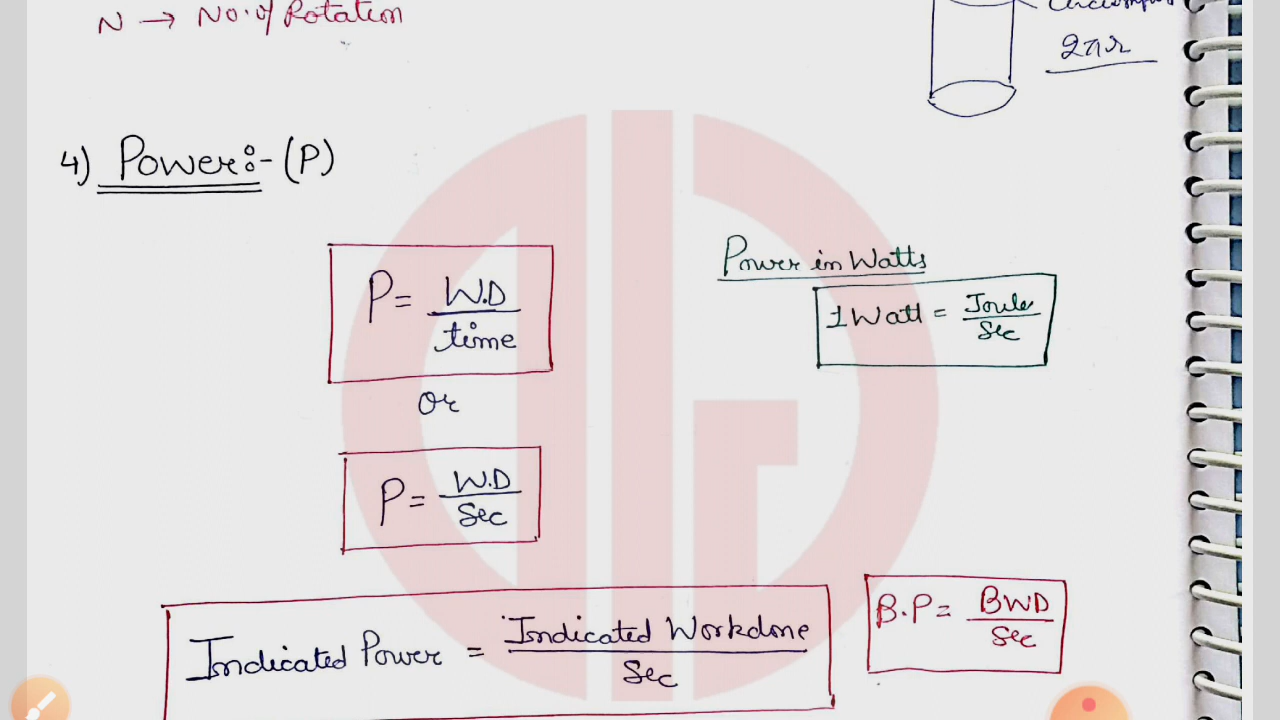 N → No. of Rotation
2πr
4) Power:- (P)
P = W.D / time
Power in Watts
1 Watt = Joule / Sec
or
P = W.D / Sec
Indicated Power = Indicated Workdone / Sec
B.P = BWD / Sec